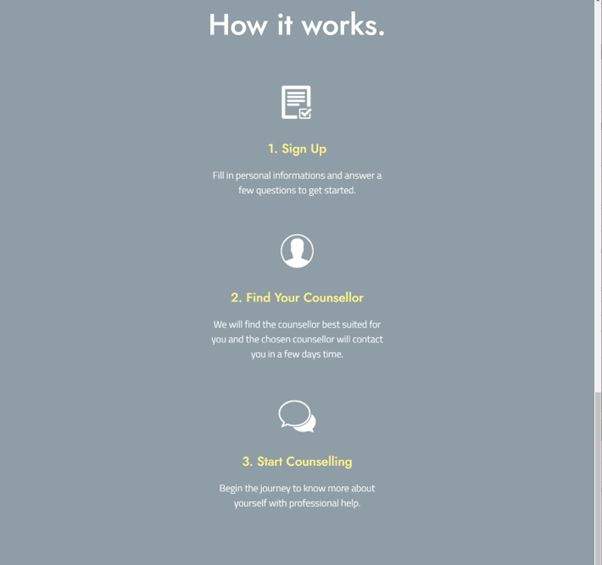 How it works.
1. Sign Up
Fill in personal informations and answer a
few questions to get started.
2. Find Your Counsellor
We will find the counsellor best suited for
you and the chosen counsellor will contact
you in a few days time.
3. Start Counselling
Begin the journey to know more about
yourself with professional help.